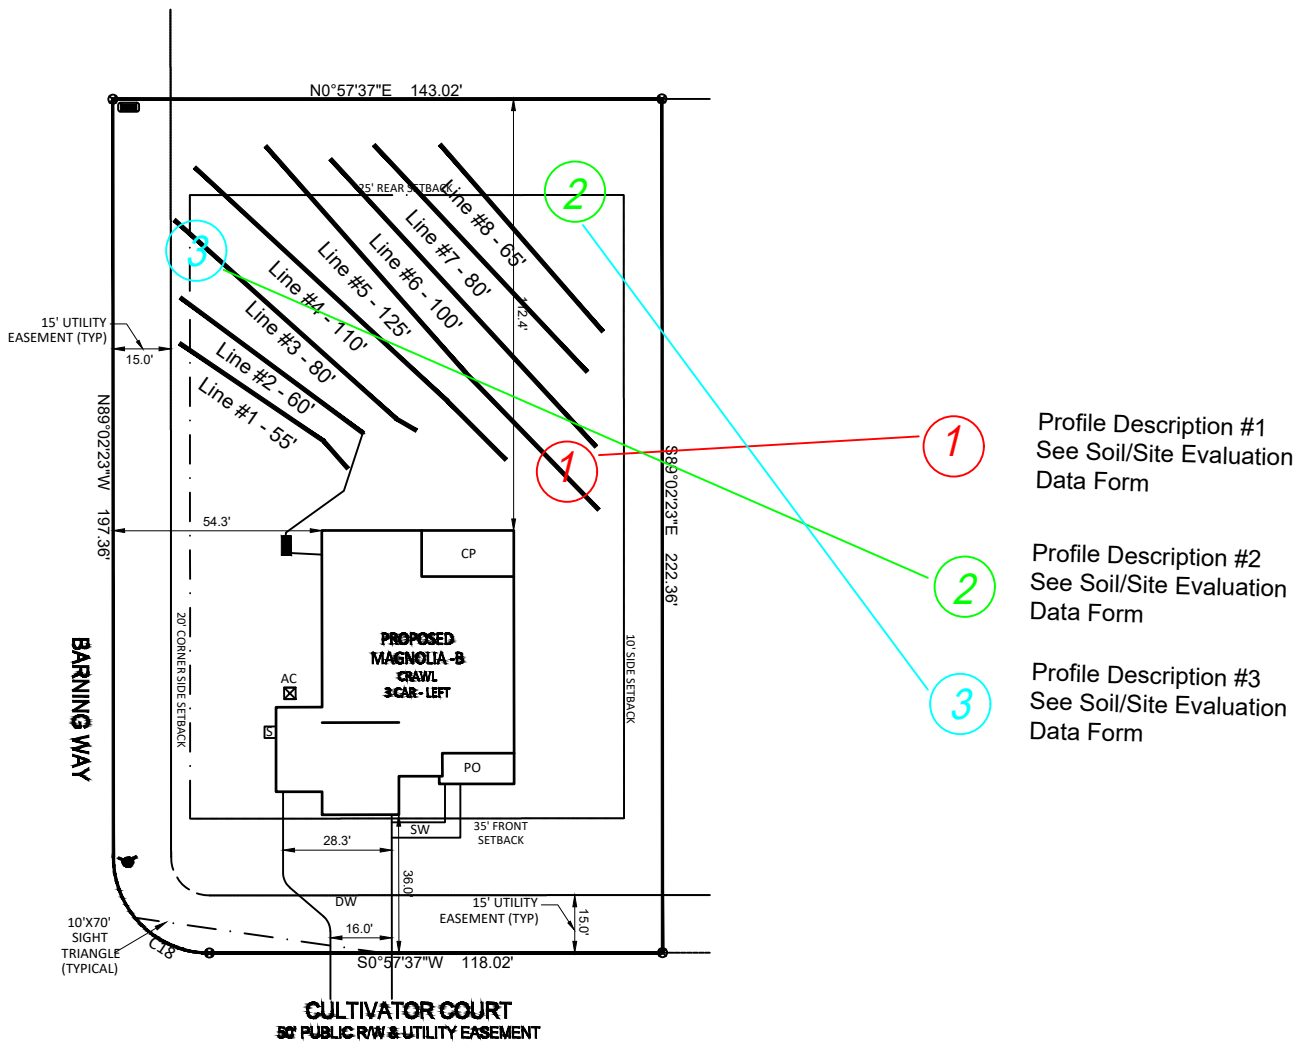 N0°57'37"E 143.02'
25' REAR SETBACK
2
3
Line #8 - 65'
Line #7 - 80'
Line #6 - 100'
Line #5 - 125'
Line #4 - 110'
Line #3 - 80'
Line #2 - 60'
Line #1 - 55'
112.4'
15' UTILITY
EASEMENT (TYP)
15.0'
N89°02'23"W 197.36'
S89°02'23"E 222.36'
1
54.3'
CP
20' CORNER SIDE SETBACK
10' SIDE SETBACK
PROPOSED
MAGNOLIA -B
CRAWL
3 CAR - LEFT
AC
S
BARNING WAY
PO
SW
35' FRONT
SETBACK
28.3'
36.0'
DW
15' UTILITY
EASEMENT (TYP)
15.0'
16.0'
10'X70'
SIGHT
TRIANGLE
(TYPICAL)
C18
S0°57'37"W 118.02'
CULTIVATOR COURT
50' PUBLIC R/W & UTILITY EASEMENT
1
Profile Description #1
See Soil/Site Evaluation
Data Form
2
Profile Description #2
See Soil/Site Evaluation
Data Form
3
Profile Description #3
See Soil/Site Evaluation
Data Form